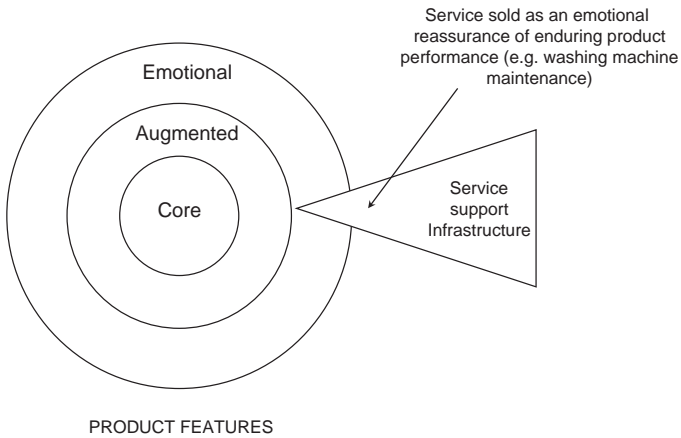 Service sold as an emotional
reassurance of enduring product
performance (e.g. washing machine
maintenance)
Emotional
Augmented
Core
Service
support
Infrastructure
PRODUCT FEATURES